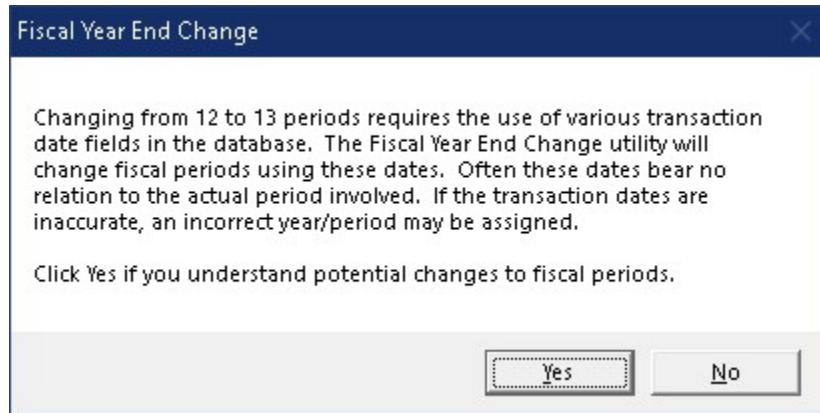 Fiscal Year End Change
Changing from 12 to 13 periods requires the use of various transaction
date fields in the database.  The Fiscal Year End Change utility will
change fiscal periods using these dates.  Often these dates bear no
relation to the actual period involved.  If the transaction dates are
inaccurate, an incorrect year/period may be assigned.
Click Yes if you understand potential changes to fiscal periods.
Yes
No